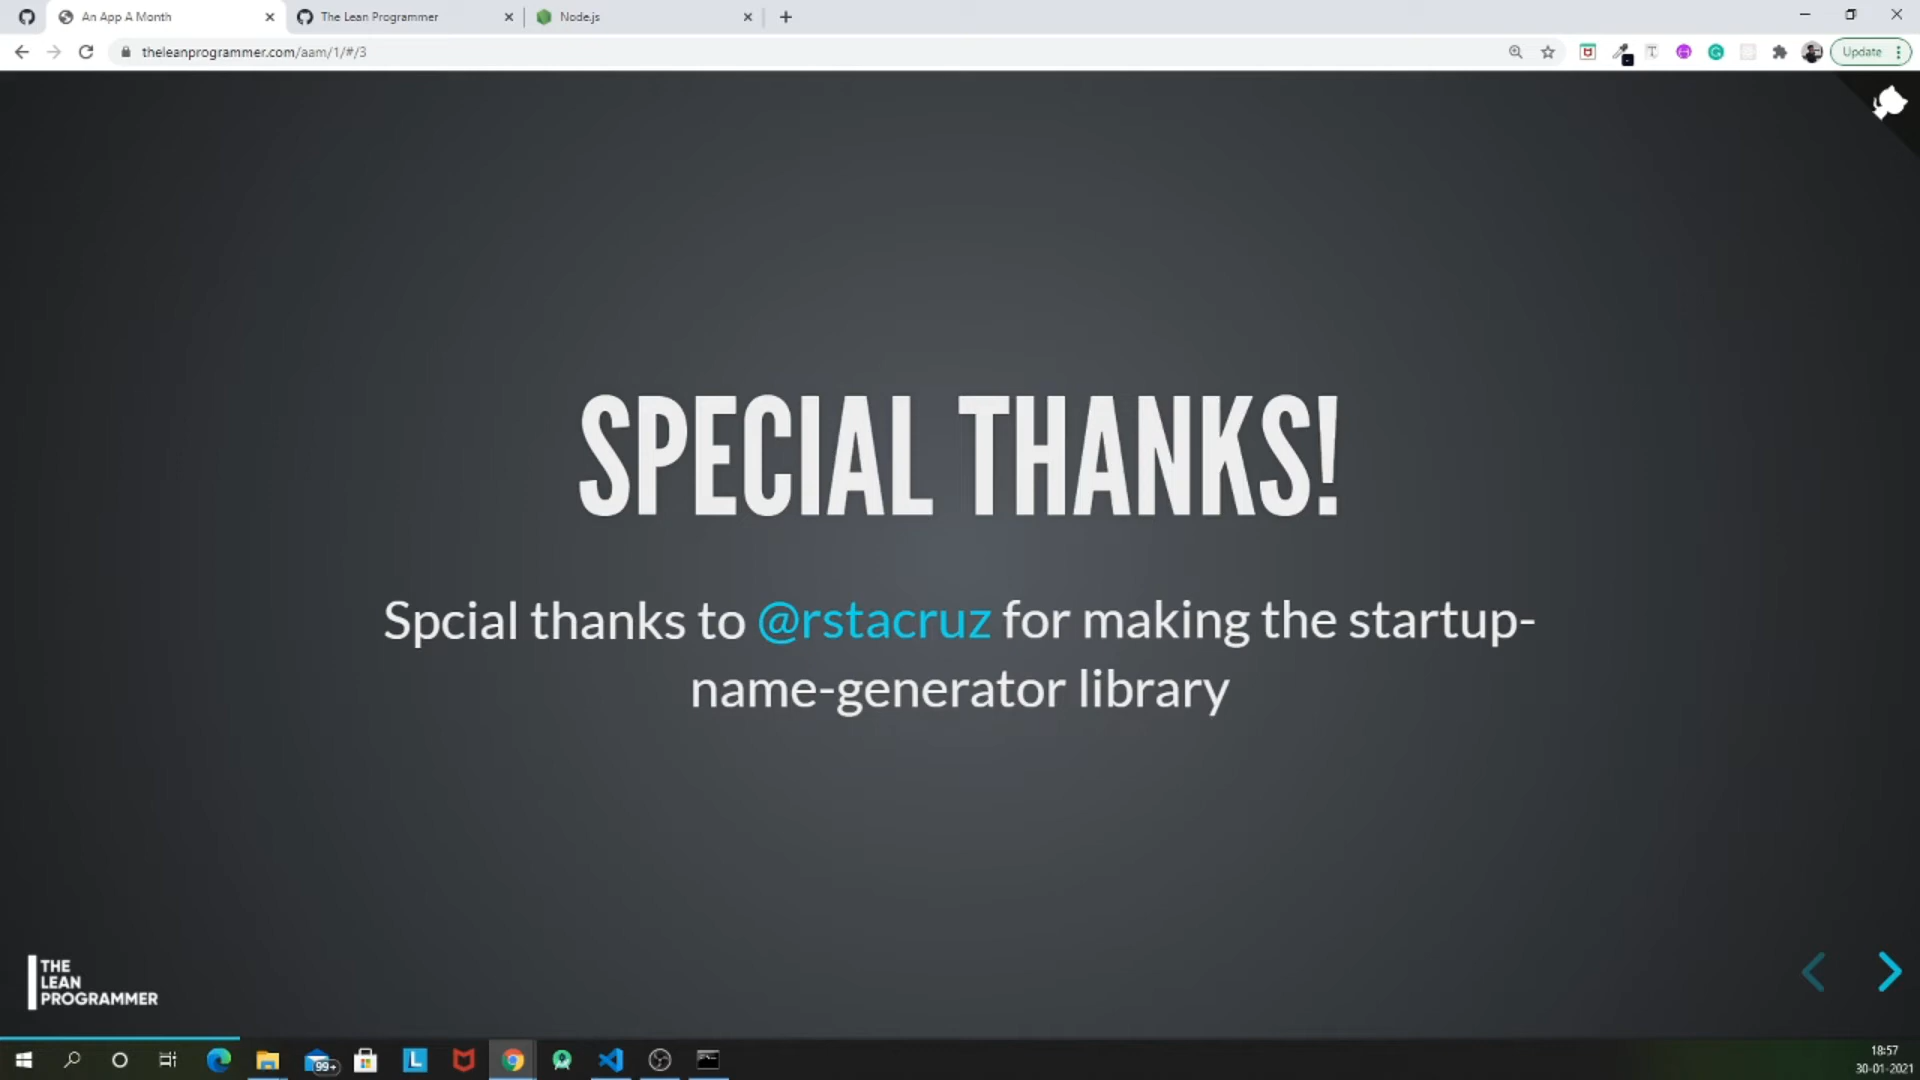 An App A Month
The Lean Programmer
Node.js
theleanprogrammer.com/aam/1/#/3
Update
SPECIAL THANKS!
Spcial thanks to @rstacruz for making the startup-
name-generator library
THE
LEAN
PROGRAMMER
99+
L
18:57
30-01-2021